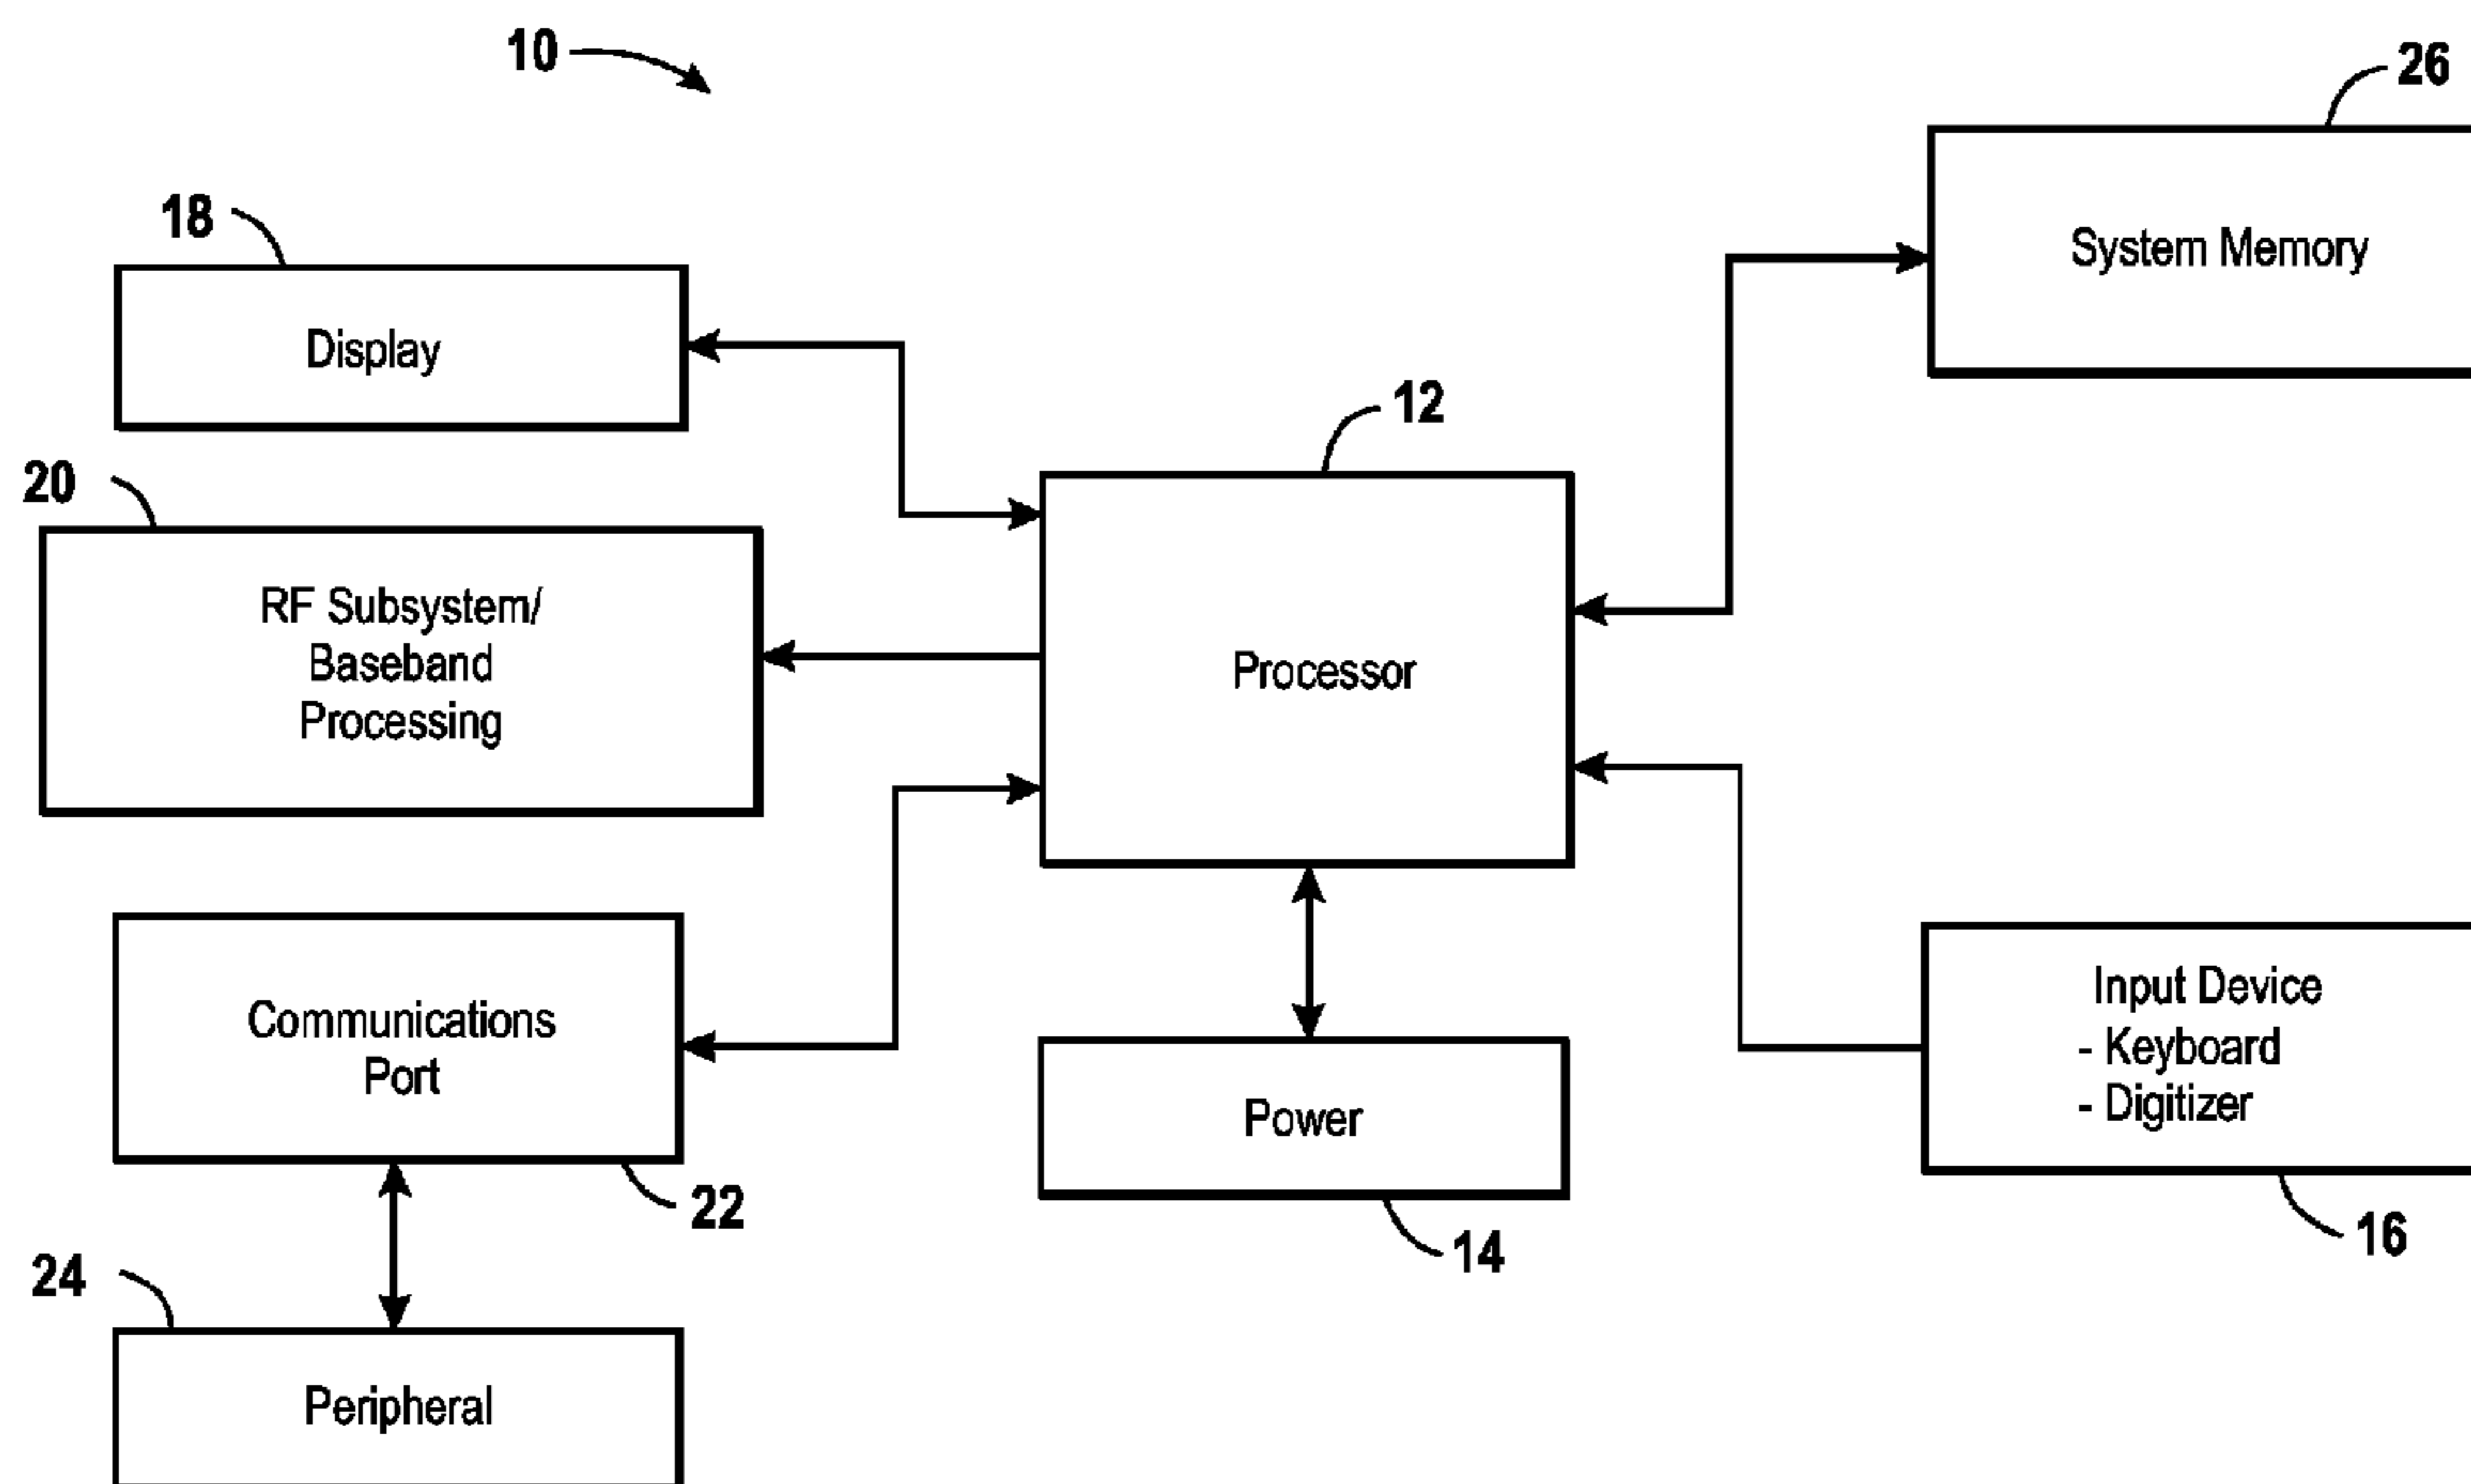 10
26
18
System Memory
Display
12
20
RF Subsystem/
Baseband
Processing
Processor
Input Device
- Keyboard
- Digitizer
Communications
Port
Power
22
16
14
24
Peripheral